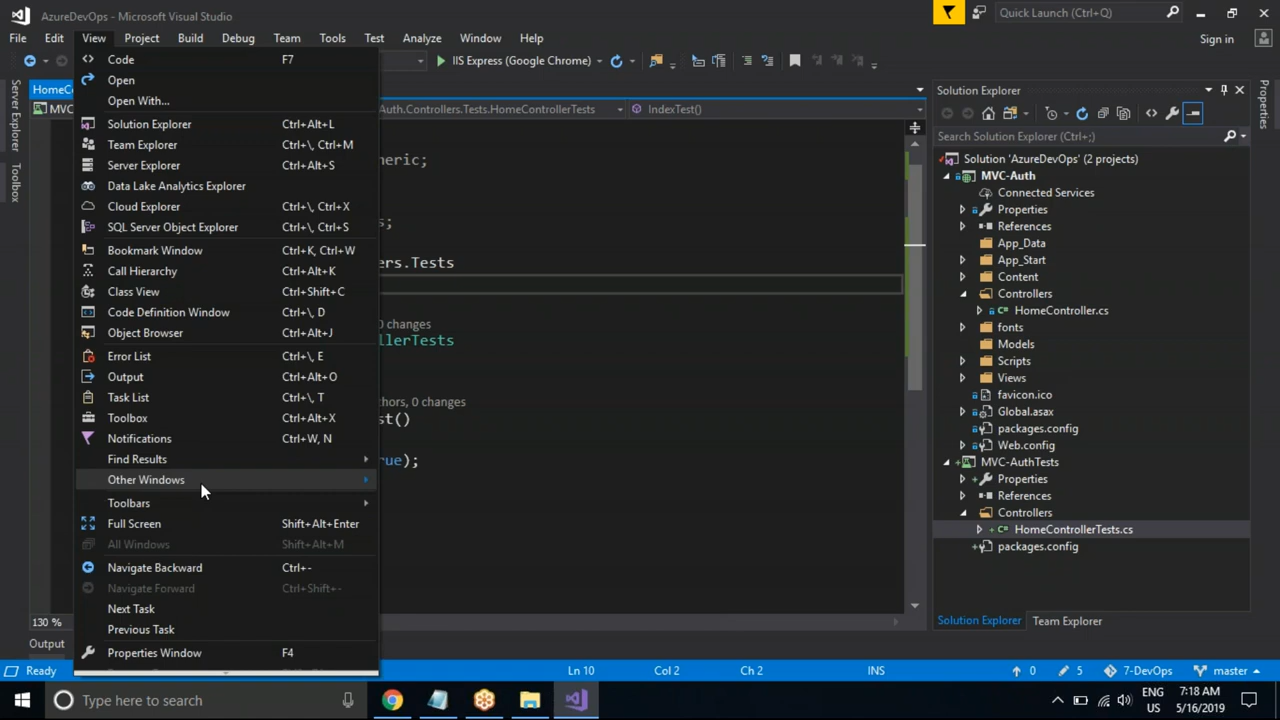 AzureDevOps - Microsoft Visual Studio
Quick Launch (Ctrl+Q)
File Edit View Project Build Debug Team Tools Test Analyze Window Help
Sign in
IIS Express (Google Chrome)
Server Explorer
Toolbox
Properties
HomeCo
MVC
Auth.Controllers.Tests.HomeControllerTests
IndexTest()
Code F7
Open
Open With...
Solution Explorer Ctrl+Alt+L
Team Explorer Ctrl+\, Ctrl+M
Server Explorer Ctrl+Alt+S
Data Lake Analytics Explorer
Cloud Explorer Ctrl+\, Ctrl+X
SQL Server Object Explorer Ctrl+\, Ctrl+S
Bookmark Window Ctrl+K, Ctrl+W
Call Hierarchy Ctrl+Alt+K
Class View Ctrl+Shift+C
Code Definition Window Ctrl+\, D
Object Browser Ctrl+Alt+J
Error List Ctrl+\, E
Output Ctrl+Alt+O
Task List Ctrl+\, T
Toolbox Ctrl+Alt+X
Notifications Ctrl+W, N
Find Results
Other Windows
Toolbars
Full Screen Shift+Alt+Enter
All Windows Shift+Alt+M
Navigate Backward Ctrl+-
Navigate Forward Ctrl+Shift+-
Next Task
Previous Task
Properties Window F4
neric;
s;
ers.Tests
0 changes
llerTests
hors, 0 changes
st()
rue);
130 %
Output
Solution Explorer
Search Solution Explorer (Ctrl+;)
Solution 'AzureDevOps' (2 projects)
MVC-Auth
Connected Services
Properties
References
App_Data
App_Start
Content
Controllers
C# HomeController.cs
fonts
Models
Scripts
Views
favicon.ico
Global.asax
packages.config
Web.config
MVC-AuthTests
Properties
References
Controllers
C# HomeControllerTests.cs
packages.config
Solution Explorer Team Explorer
Ready Ln 10 Col 2 Ch 2 INS 0 5 7-DevOps master
Type here to search
ENG
US
7:18 AM
5/16/2019